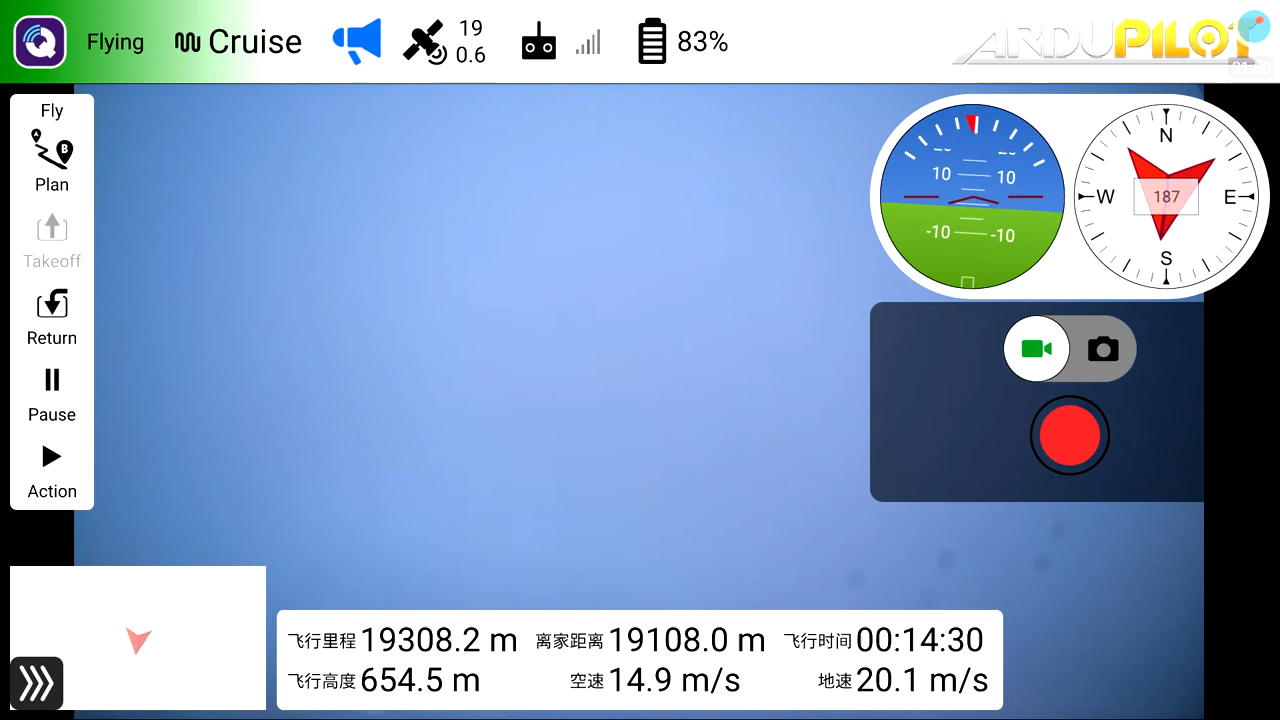 Flying
Cruise
19
0.6
83%
ARDUPILOT
Fly
Plan
Takeoff
Return
Pause
Action
A
B
10 10
-10 -10
N
W 187 E
S
飞行里程 19308.2 m 离家距离 19108.0 m 飞行时间 00:14:30
飞行高度 654.5 m 空速 14.9 m/s 地速 20.1 m/s